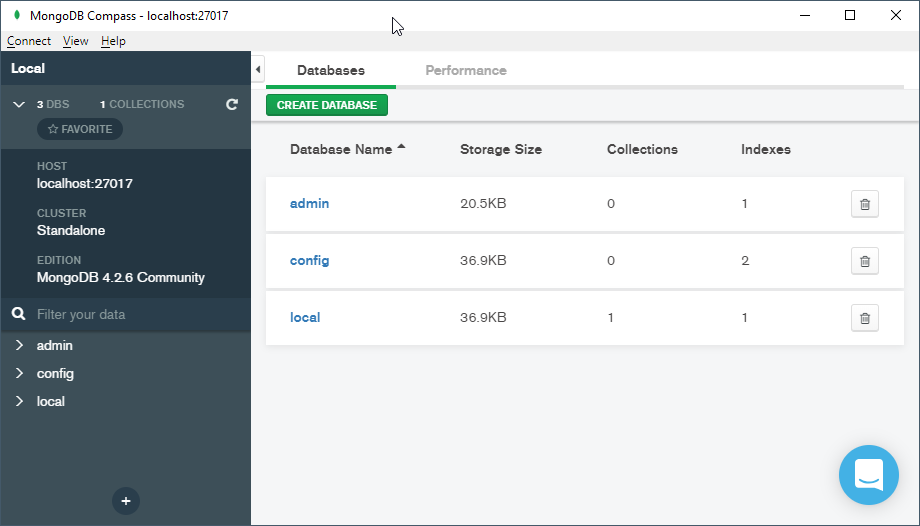 MongoDB Compass - localhost:27017
Connect View Help
Local
3 DBS 1 COLLECTIONS
FAVORITE
HOST
localhost:27017
CLUSTER
Standalone
EDITION
MongoDB 4.2.6 Community
Filter your data
admin
config
local
+
Databases Performance
CREATE DATABASE
Database Name Storage Size Collections Indexes
admin 20.5KB 0 1
config 36.9KB 0 2
local 36.9KB 1 1